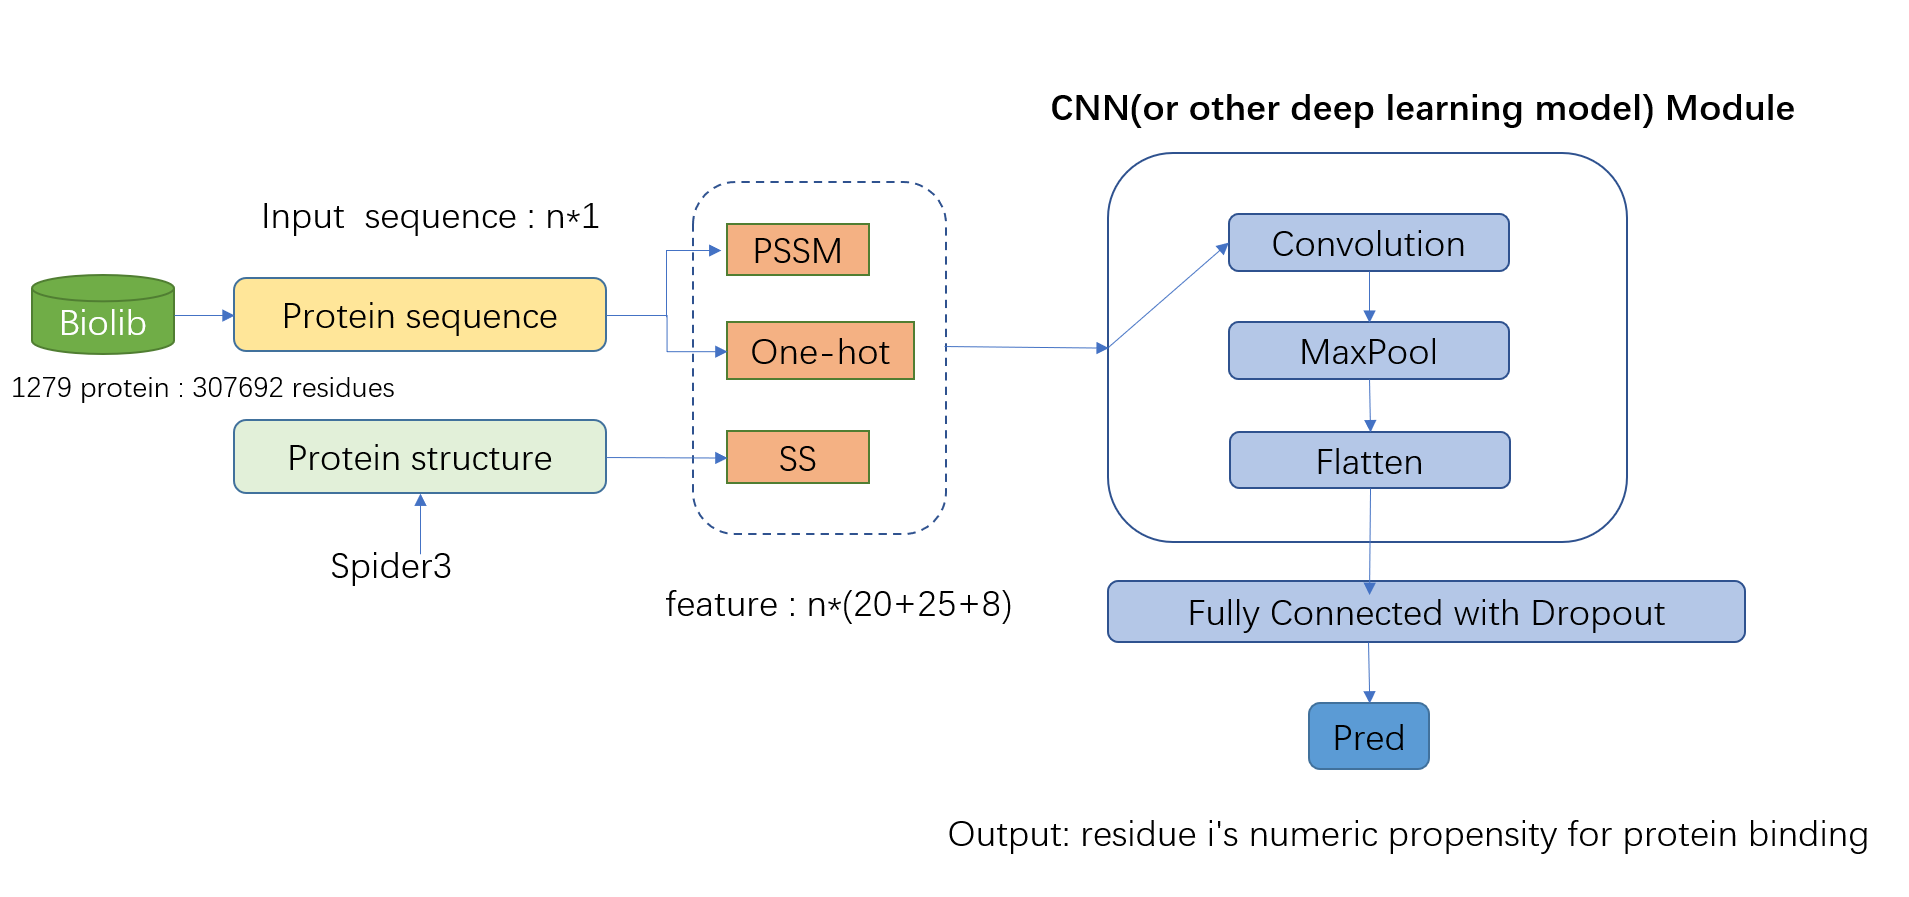 CNN(or other deep learning model) Module
Input sequence : n*1
Biolib
Protein sequence
1279 protein : 307692 residues
Protein structure
Spider3
PSSM
One-hot
SS
feature : n*(20+25+8)
Convolution
MaxPool
Flatten
Fully Connected with Dropout
Pred
Output: residue i's numeric propensity for protein binding